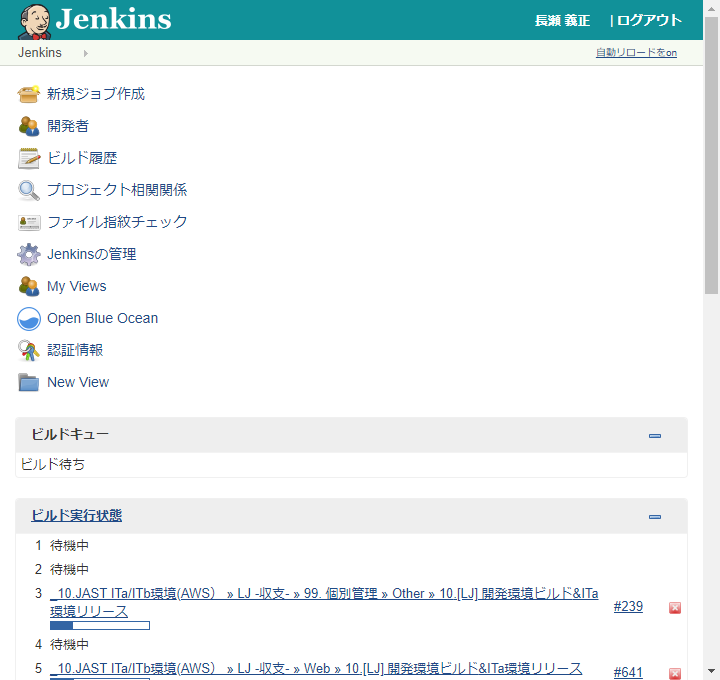 Jenkins
長瀬 義正 | ログアウト
Jenkins
自動リロードをon
新規ジョブ作成
開発者
ビルド履歴
プロジェクト相関関係
ファイル指紋チェック
Jenkinsの管理
My Views
Open Blue Ocean
認証情報
New View
ビルドキュー
ビルド待ち
ビルド実行状態
1 待機中
2 待機中
3 _10.JAST ITa/ITb環境(AWS） » LJ -収支- » 99. 個別管理 » Other » 10.[LJ] 開発環境ビルド&ITa
環境リリース
#239
4 待機中
5 _10.JAST ITa/ITb環境(AWS） » LJ -収支- » Web » 10.[LJ] 開発環境ビルド&ITa環境リリース
#641